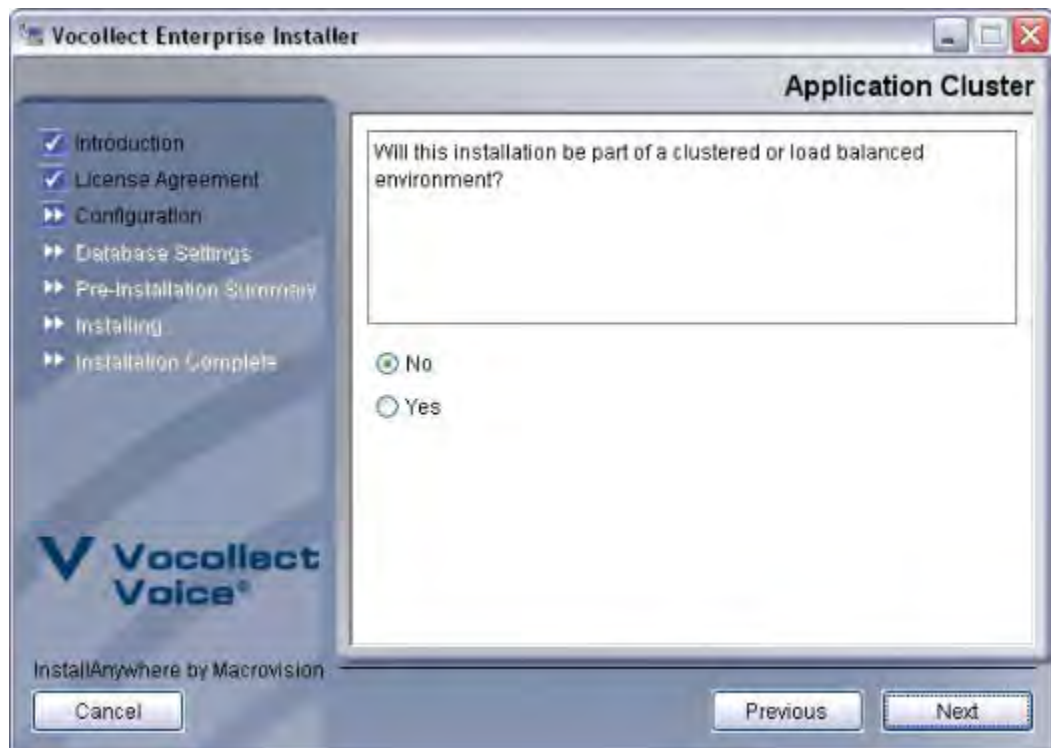 Vocollect Enterprise Installer
Application Cluster
Introduction
License Agreement
Configuration
Database Settings
Pre-Installation Summary
Installing...
Installation Complete
Will this installation be part of a clustered or load balanced
environment?
No
Yes
V Vocollect
Voice®
InstallAnywhere by Macrovision
Cancel
Previous
Next